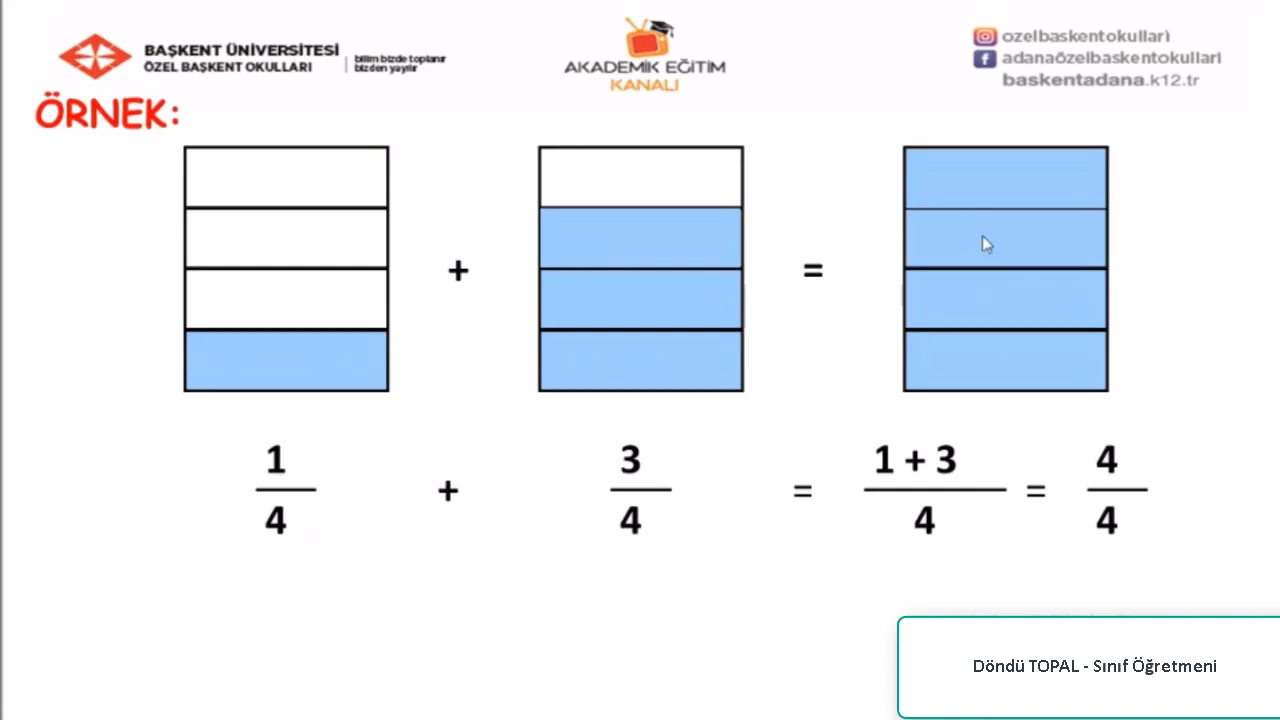 BAŞKENT ÜNİVERSİTESİ
ÖZEL BAŞKENT OKULLARI
bilim bizde toplanır
bizden yayılır
AKADEMİK EĞİTİM
KANALI
ozelbaskentokullari
adanaözelbaskentokullari
baskentadana.k12.tr
ÖRNEK:
+ =
1 3 1 + 3 4
+ = =
4 4 4 4
Döndü TOPAL - Sınıf Öğretmeni